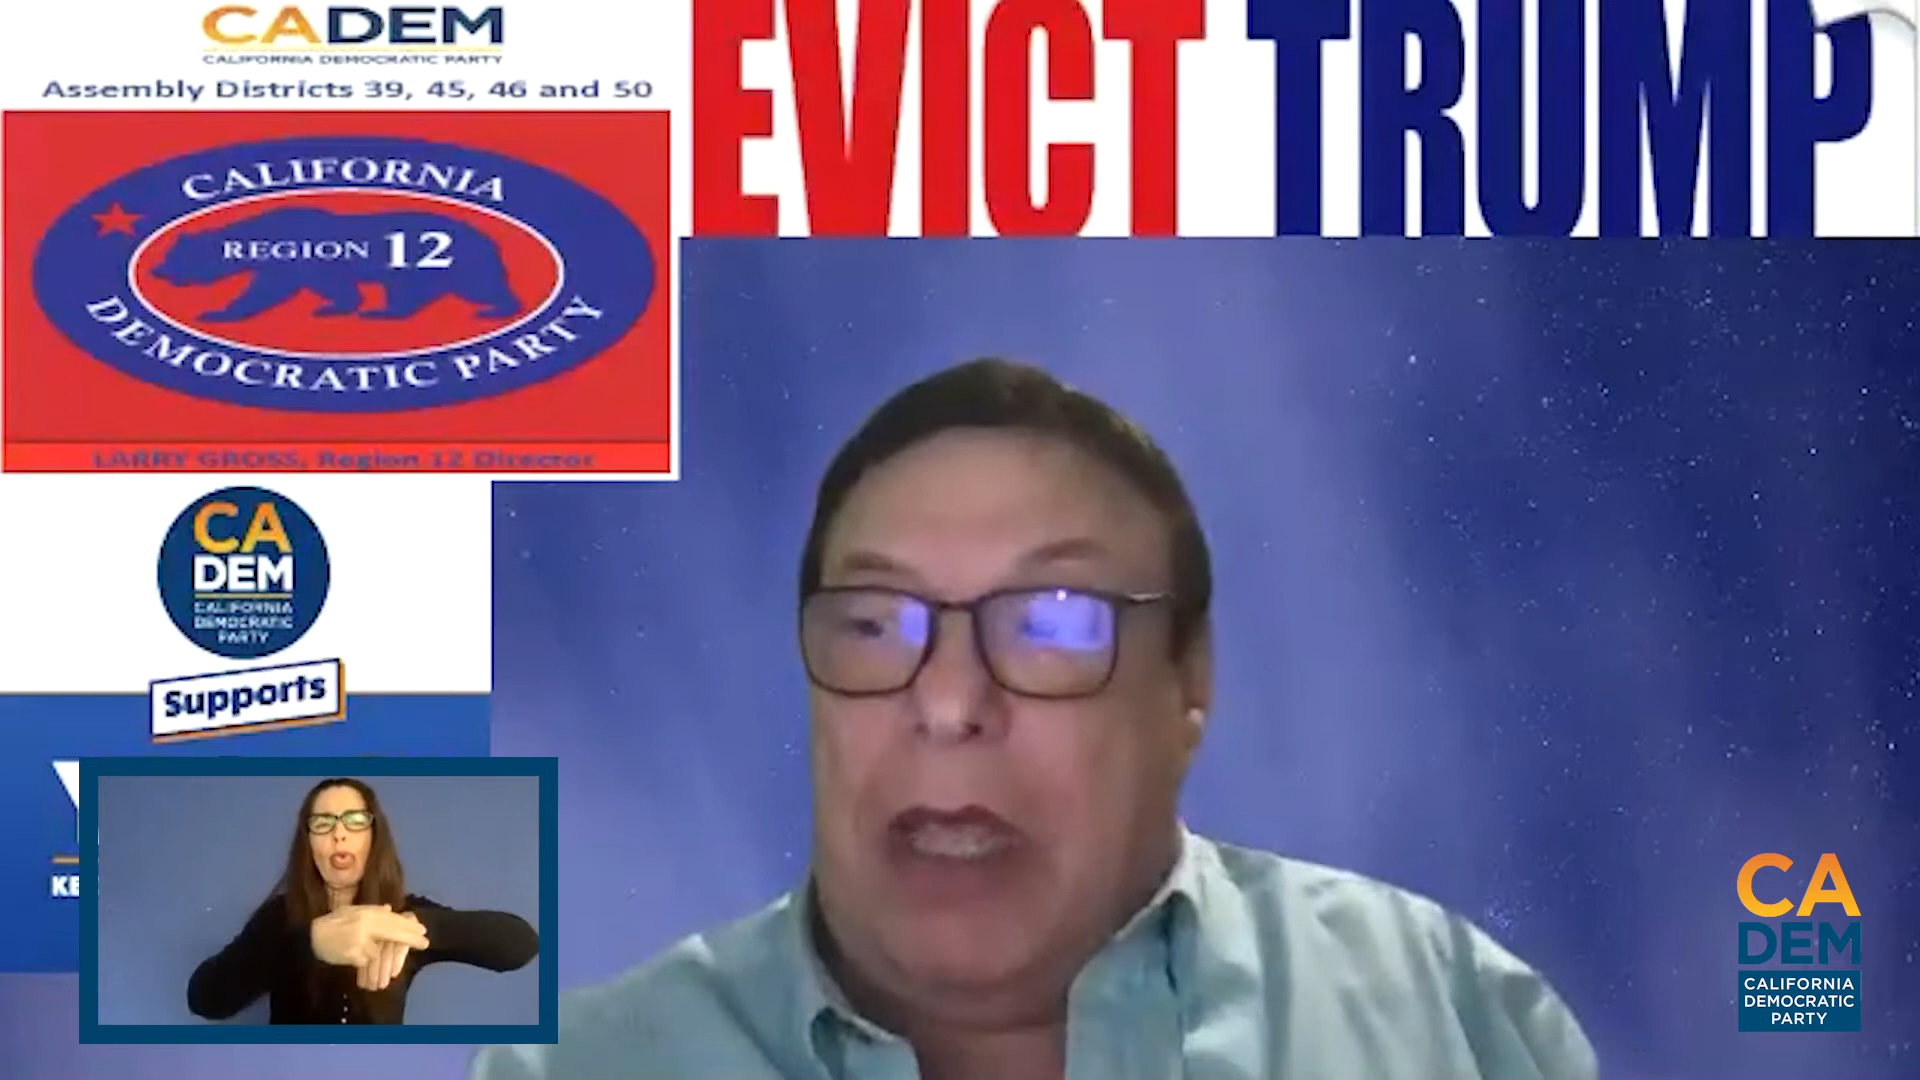 CADEM
CALIFORNIA DEMOCRATIC PARTY
Assembly Districts 39, 45, 46 and 50
CALIFORNIA
REGION 12
DEMOCRATIC PARTY
LARRY GROSS, Region 12 Director
EVICT TRUMP
CA
DEM
CALIFORNIA
DEMOCRATIC
PARTY
Supports
CA
DEM
CALIFORNIA
DEMOCRATIC
PARTY